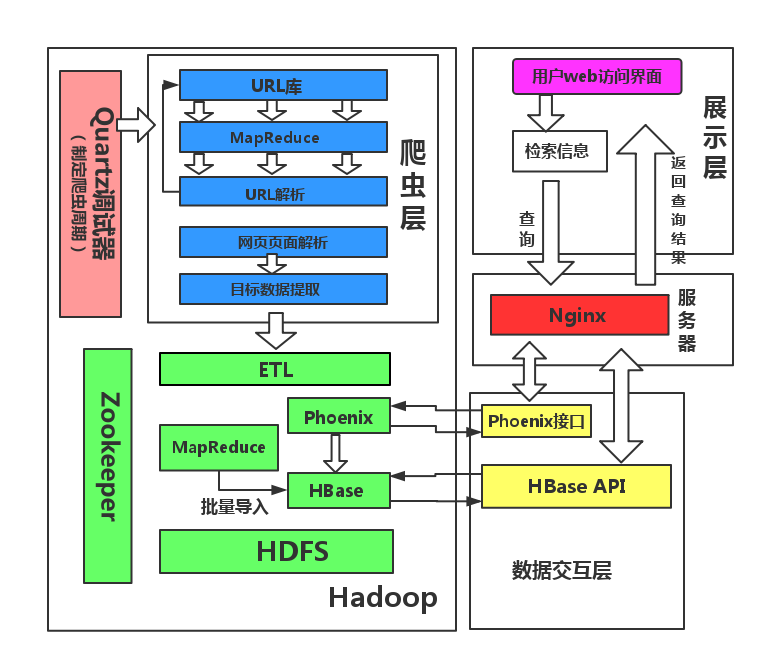 Quartz调试器
（制定爬虫周期）
URL库
MapReduce
URL解析
网页页面解析
目标数据提取
爬虫层
ETL
Zookeeper
Phoenix
MapReduce
HBase
批量导入
HDFS
Hadoop
用户web访问界面
检索信息
展示层
查询
返回查询结果
Nginx
服务器
Phoenix接口
HBase API
数据交互层